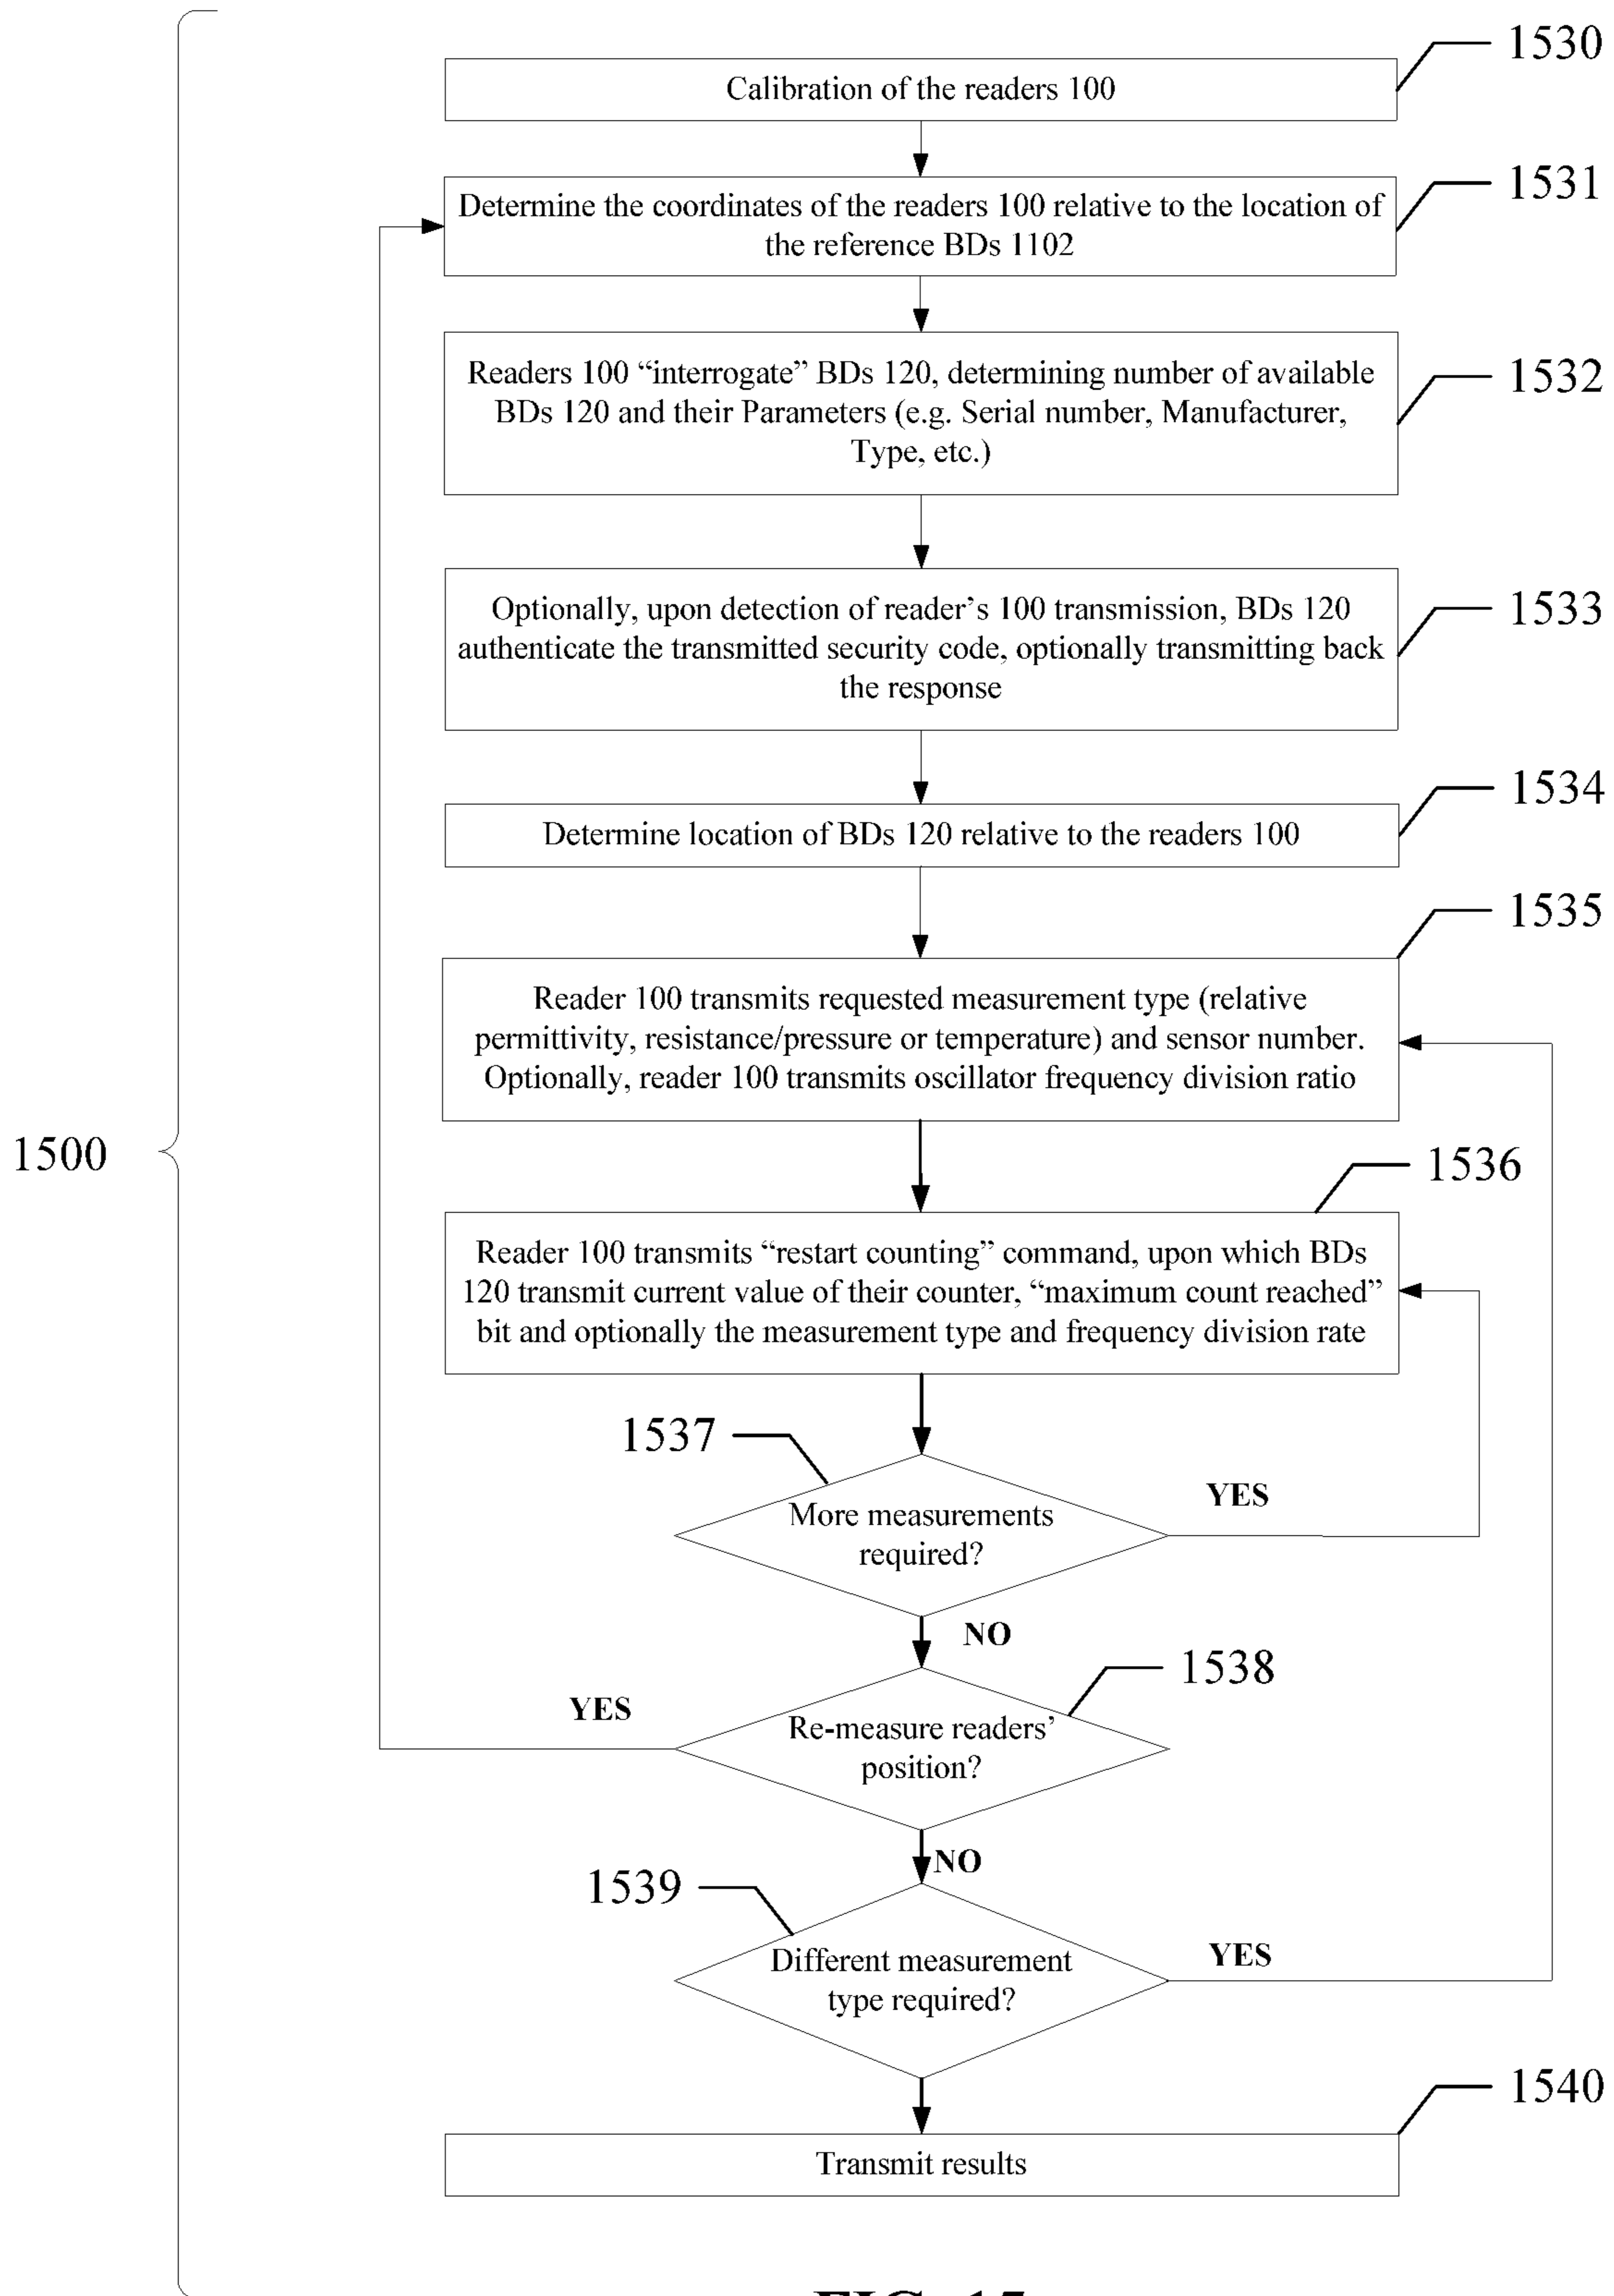 1530
Calibration of the readers 100
1531
Determine the coordinates of the readers 100 relative to the location of
the reference BDs 1102
1532
Readers 100 “interrogate” BDs 120, determining number of available
BDs 120 and their Parameters (e.g. Serial number, Manufacturer,
Type, etc.)
1533
Optionally, upon detection of reader’s 100 transmission, BDs 120
authenticate the transmitted security code, optionally transmitting back
the response
1534
Determine location of BDs 120 relative to the readers 100
1535
Reader 100 transmits requested measurement type (relative
permittivity, resistance/pressure or temperature) and sensor number.
Optionally, reader 100 transmits oscillator frequency division ratio
1500
1536
Reader 100 transmits “restart counting” command, upon which BDs
120 transmit current value of their counter, “maximum count reached”
bit and optionally the measurement type and frequency division rate
1537
More measurements
required?
YES
NO
1538
Re-measure readers’
position?
YES
NO
1539
Different measurement
type required?
YES
1540
Transmit results